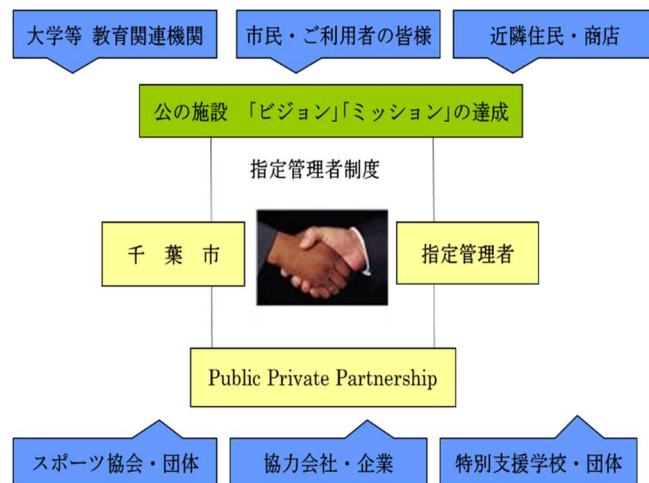 大学等 教育関連機関
市民・ご利用者の皆様
近隣住民・商店
公の施設 「ビジョン」「ミッション」の達成
指定管理者制度
千 葉 市
指定管理者
Public Private Partnership
スポーツ協会・団体
協力会社・企業
特別支援学校・団体